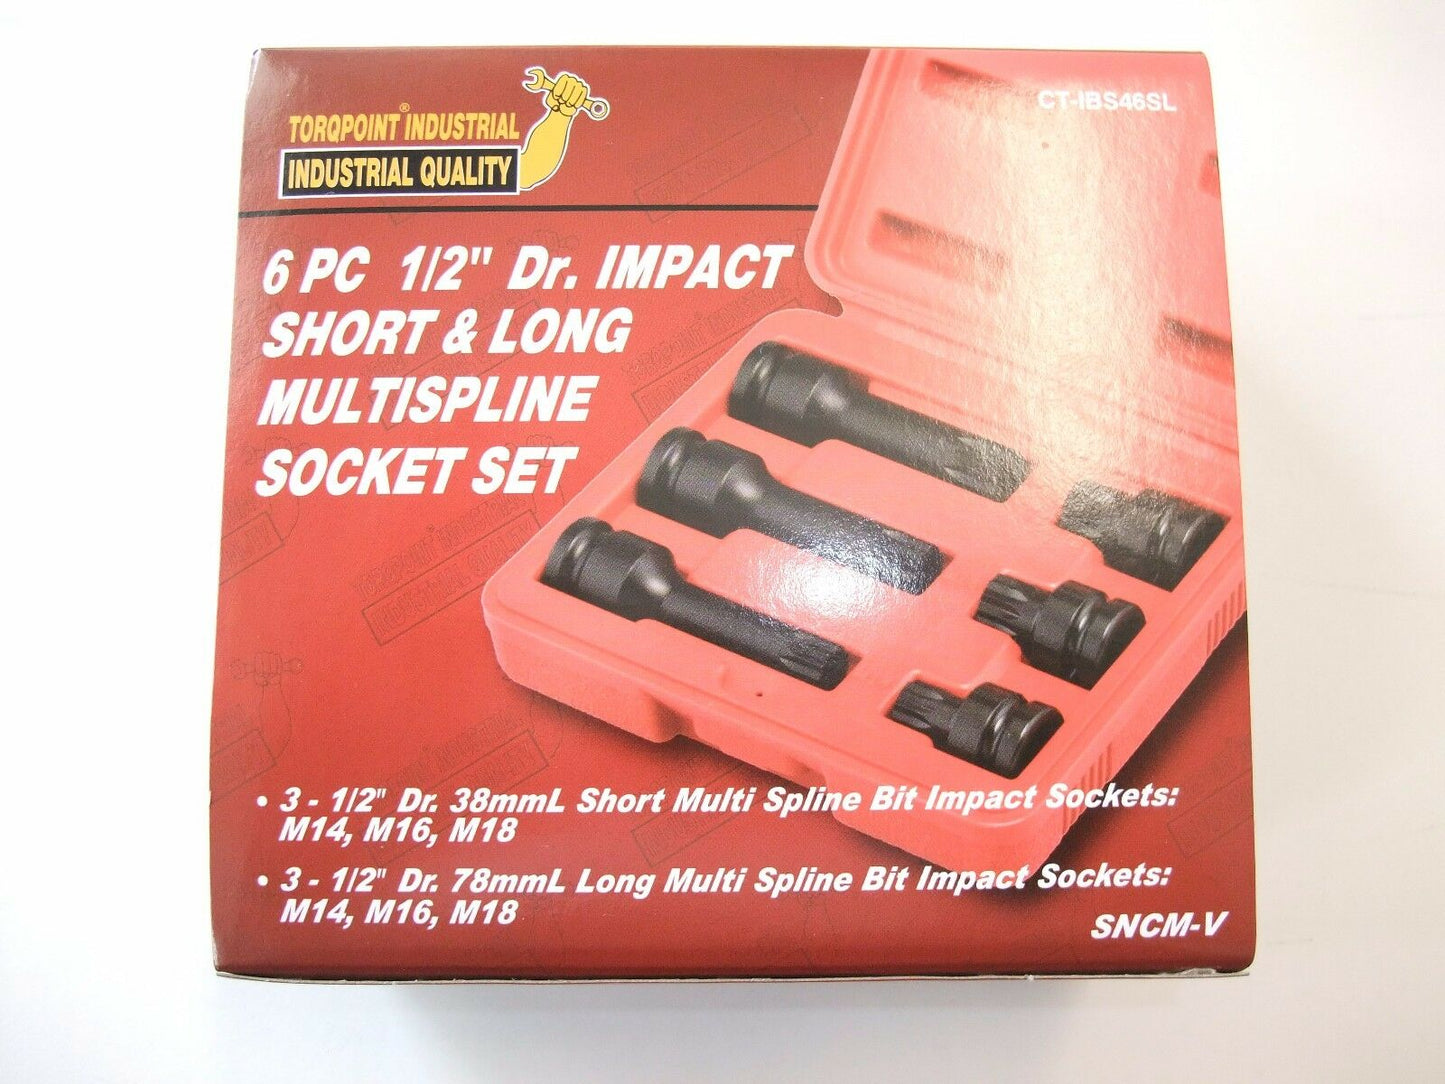 TORQPOINT® INDUSTRIAL
INDUSTRIAL QUALITY
CT-IBS46SL
6 PC 1/2" Dr. IMPACT
SHORT & LONG
MULTISPLINE
SOCKET SET
• 3 - 1/2" Dr. 38mmL Short Multi Spline Bit Impact Sockets:
M14, M16, M18
• 3 - 1/2" Dr. 78mmL Long Multi Spline Bit Impact Sockets:
M14, M16, M18
SNCM-V